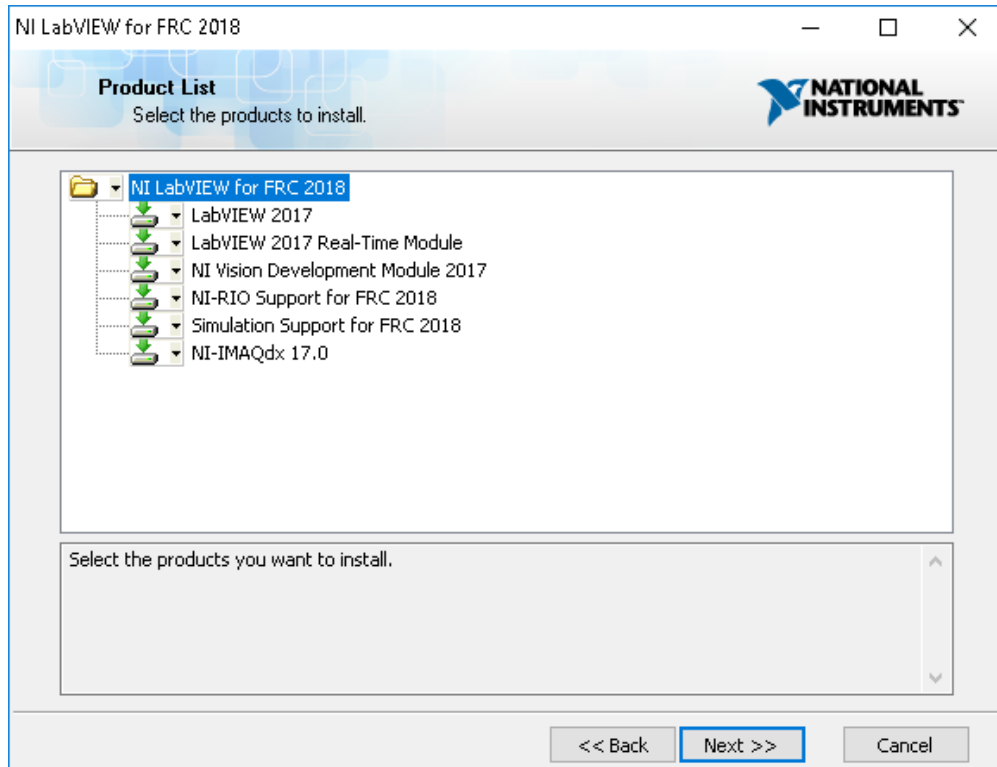 NI LabVIEW for FRC 2018
Product List
Select the products to install.
NATIONAL
INSTRUMENTS™
NI LabVIEW for FRC 2018
LabVIEW 2017
LabVIEW 2017 Real-Time Module
NI Vision Development Module 2017
NI-RIO Support for FRC 2018
Simulation Support for FRC 2018
NI-IMAQdx 17.0
Select the products you want to install.
<< Back
Next >>
Cancel